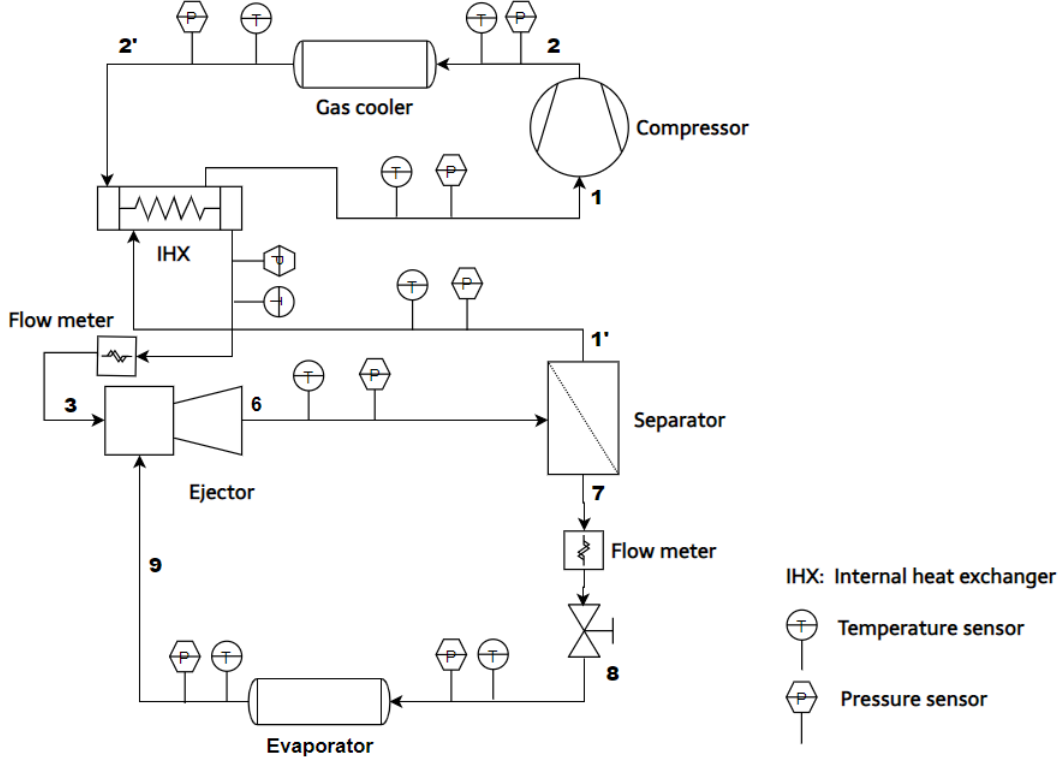 P
T
T
P
2'
2
Gas cooler
Compressor
T
P
1
IHX
P
T
T
P
Flow meter
1'
T
P
3
6
Separator
Ejector
7
Flow meter
9
IHX: Internal heat exchanger
T
Temperature sensor
P
T
P
T
8
P
Pressure sensor
Evaporator